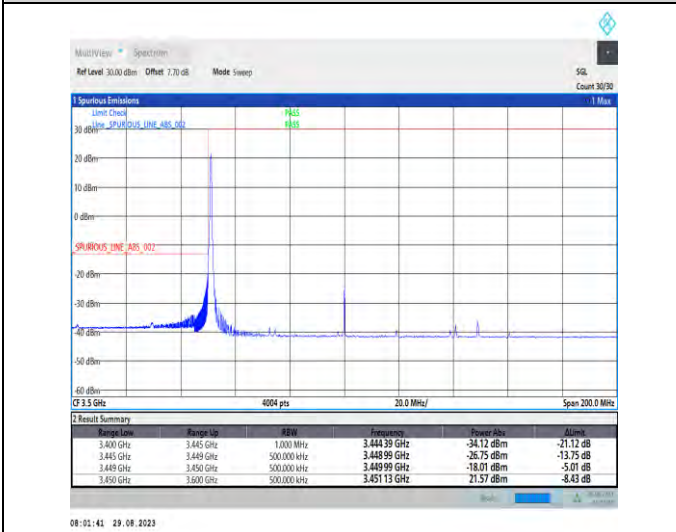 MultiView Spectrum
Ref Level 30.00 dBm Offset 7.70 dB Mode Sweep SGL
Count 30/30
1 Spurious Emissions 1 Max
Limit Check PASS
Line _SPURIOUS_LINE_ABS_002 PASS
30 dBm
20 dBm
10 dBm
0 dBm
_SPURIOUS_LINE_ABS_002
-20 dBm
-30 dBm
-40 dBm
-50 dBm
-60 dBm
CF 3.5 GHz 4004 pts 20.0 MHz/ Span 200.0 MHz
2 Result Summary
Range Low Range Up RBW Frequency Power Abs ΔLimit
3.400 GHz 3.445 GHz 1.000 MHz 3.444 39 GHz -34.12 dBm -21.12 dB
3.445 GHz 3.449 GHz 500.000 kHz 3.448 99 GHz -26.75 dBm -13.75 dB
3.449 GHz 3.450 GHz 500.000 kHz 3.449 99 GHz -18.01 dBm -5.01 dB
3.450 GHz 3.600 GHz 500.000 kHz 3.451 13 GHz 21.57 dBm -8.43 dB
08:01:41 29.08.2023